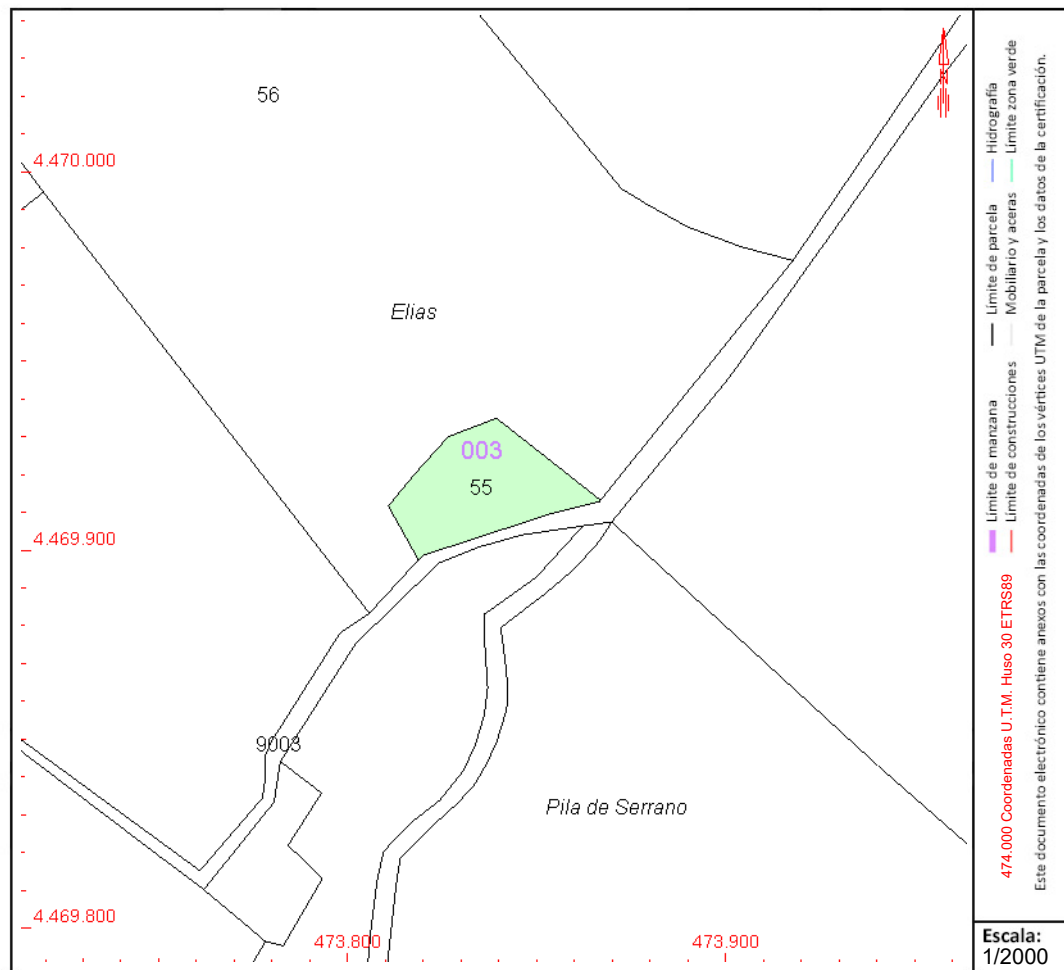 56
4.470.000
Elias
003
55
4.469.900
9003
Pila de Serrano
4.469.800
473.800
473.900
N
Límite de manzana
Límite de parcela
Hidrografía
Límite de construcciones
Mobiliario y aceras
Límite zona verde
474.000 Coordenadas U.T.M. Huso 30 ETRS89
Este documento electrónico contiene anexos con las coordenadas de los vértices UTM de la parcela y los datos de la certificación.
Escala:
1/2000